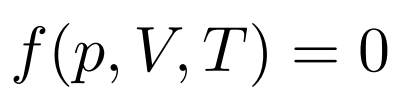 f(p, V, T) = 0